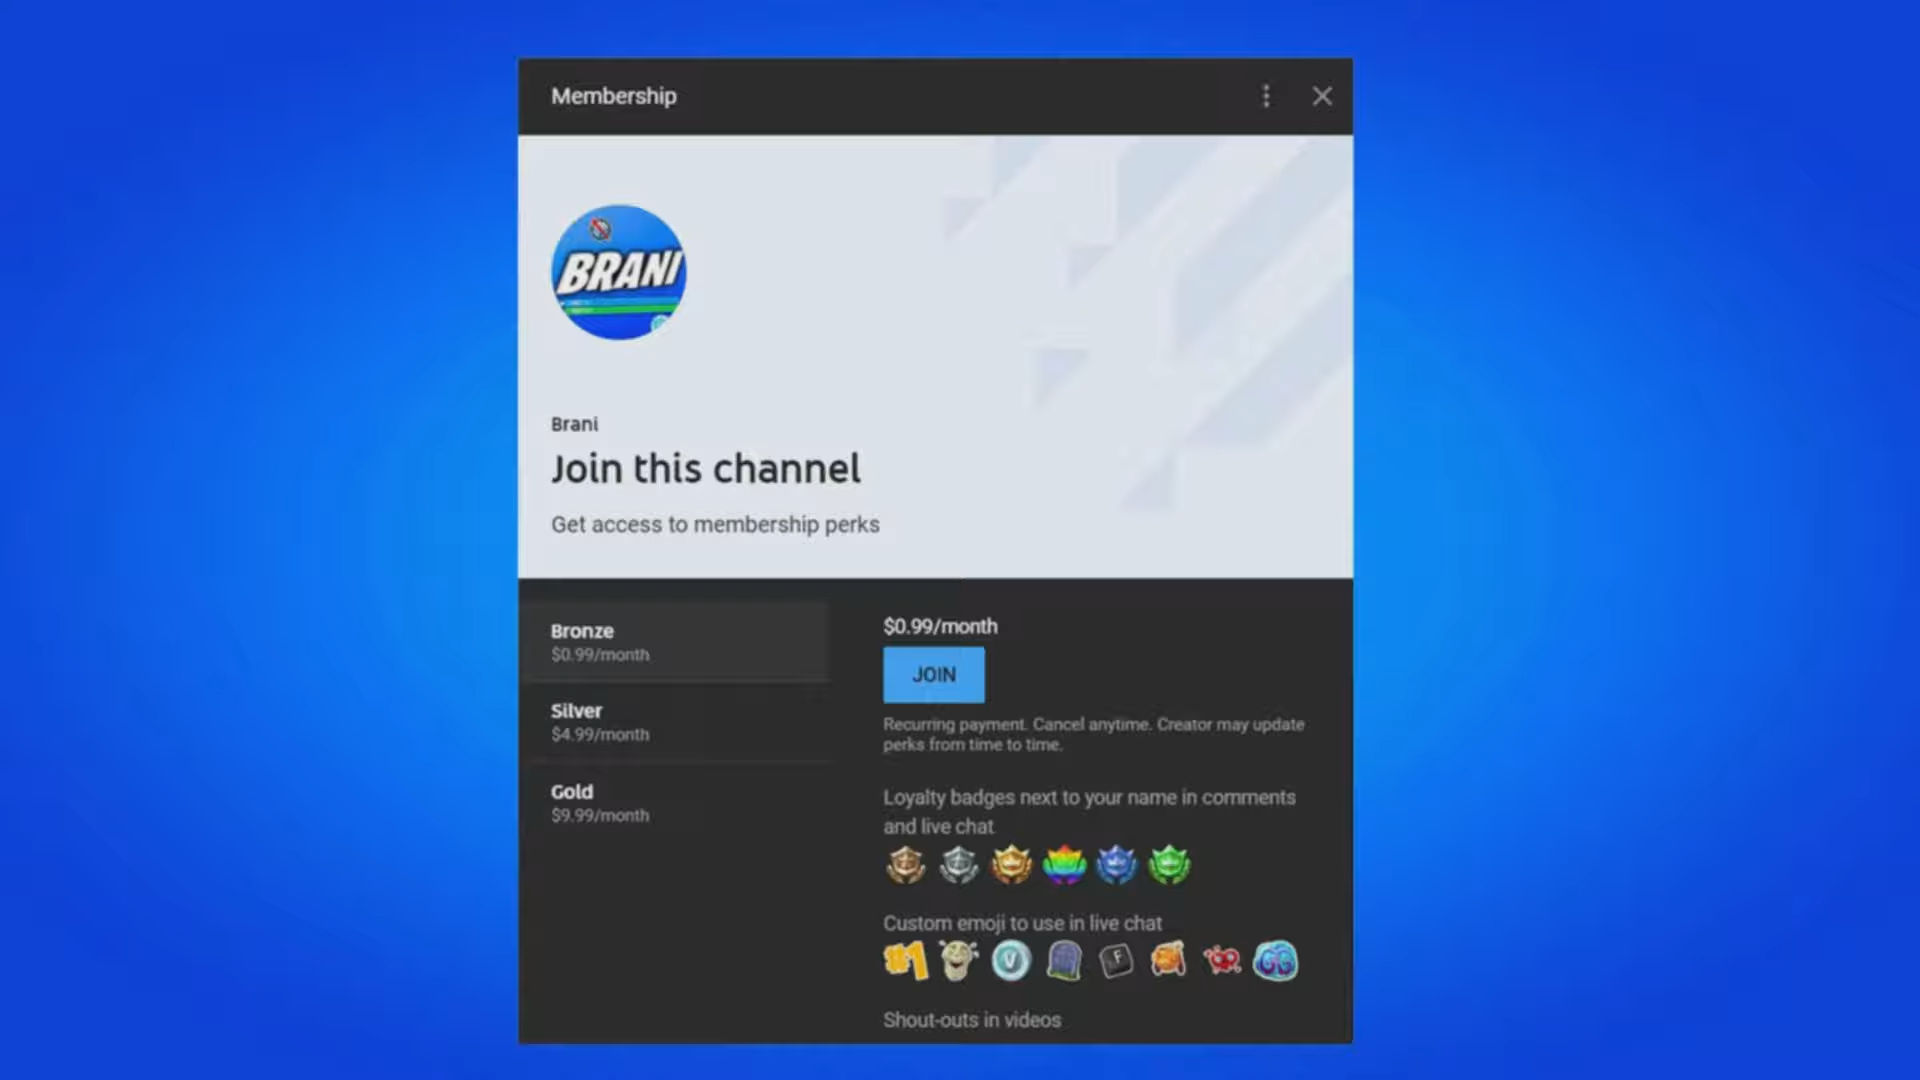 Membership
BRANI
Brani
Join this channel
Get access to membership perks
Bronze
$0.99/month
Silver
$4.99/month
Gold
$9.99/month
$0.99/month
JOIN
Recurring payment. Cancel anytime. Creator may update
perks from time to time.
Loyalty badges next to your name in comments
and live chat
Custom emoji to use in live chat
#1
V
F
GG
Shout-outs in videos